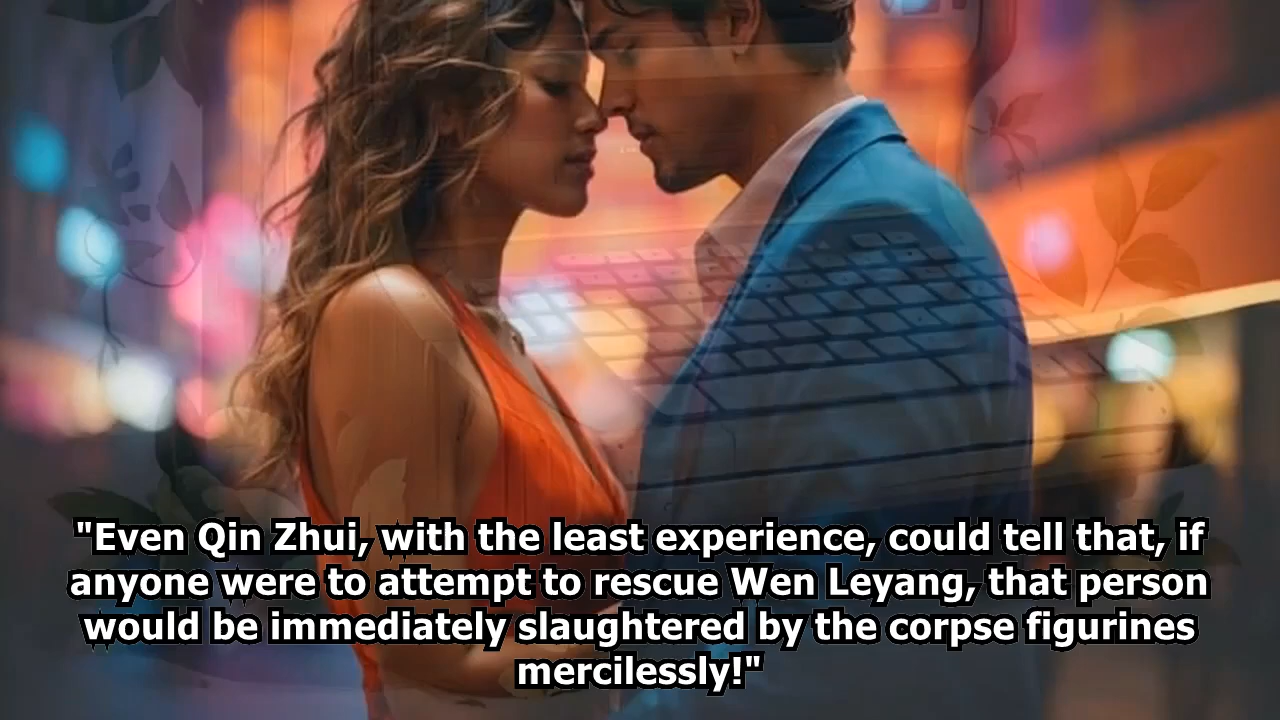 "Even Qin Zhui, with the least experience, could tell that, if
anyone were to attempt to rescue Wen Leyang, that person
would be immediately slaughtered by the corpse figurines
mercilessly!"